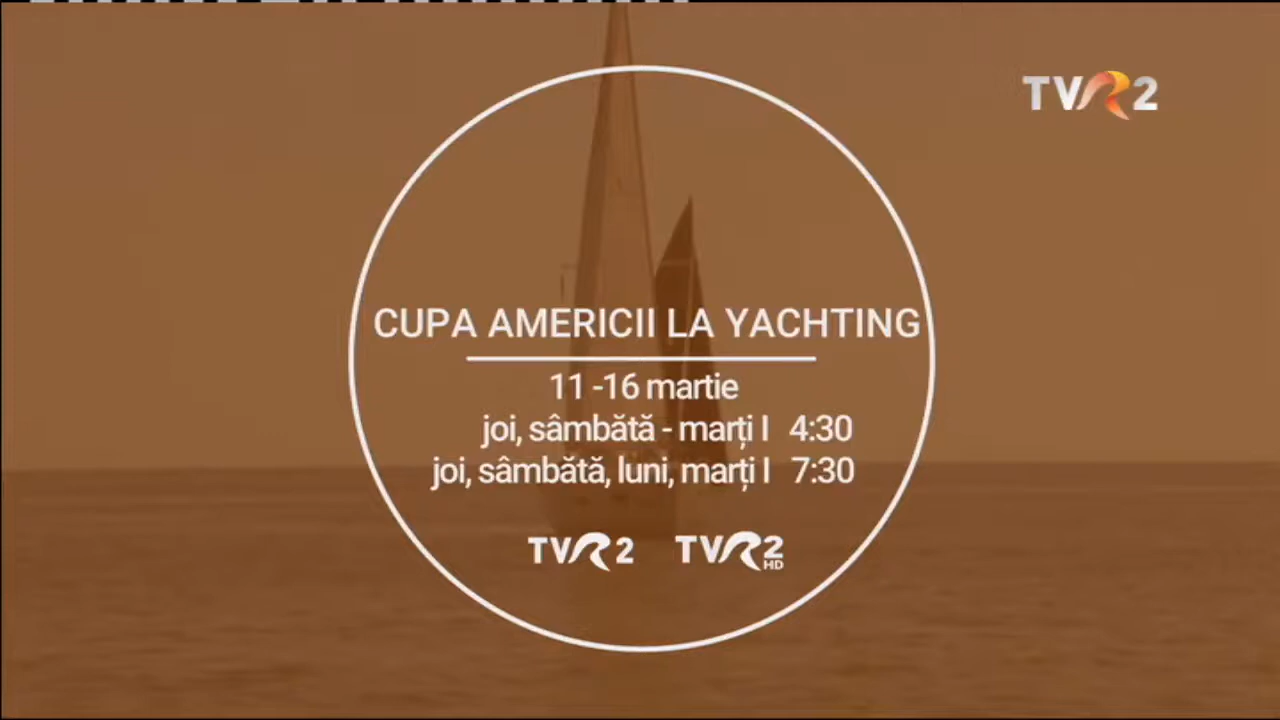 TVR2
CUPA AMERICII LA YACHTING
11 -16 martie
joi, sâmbătă - marți I 4:30
joi, sâmbătă, luni, marți I 7:30
TVR2 TVR2 HD